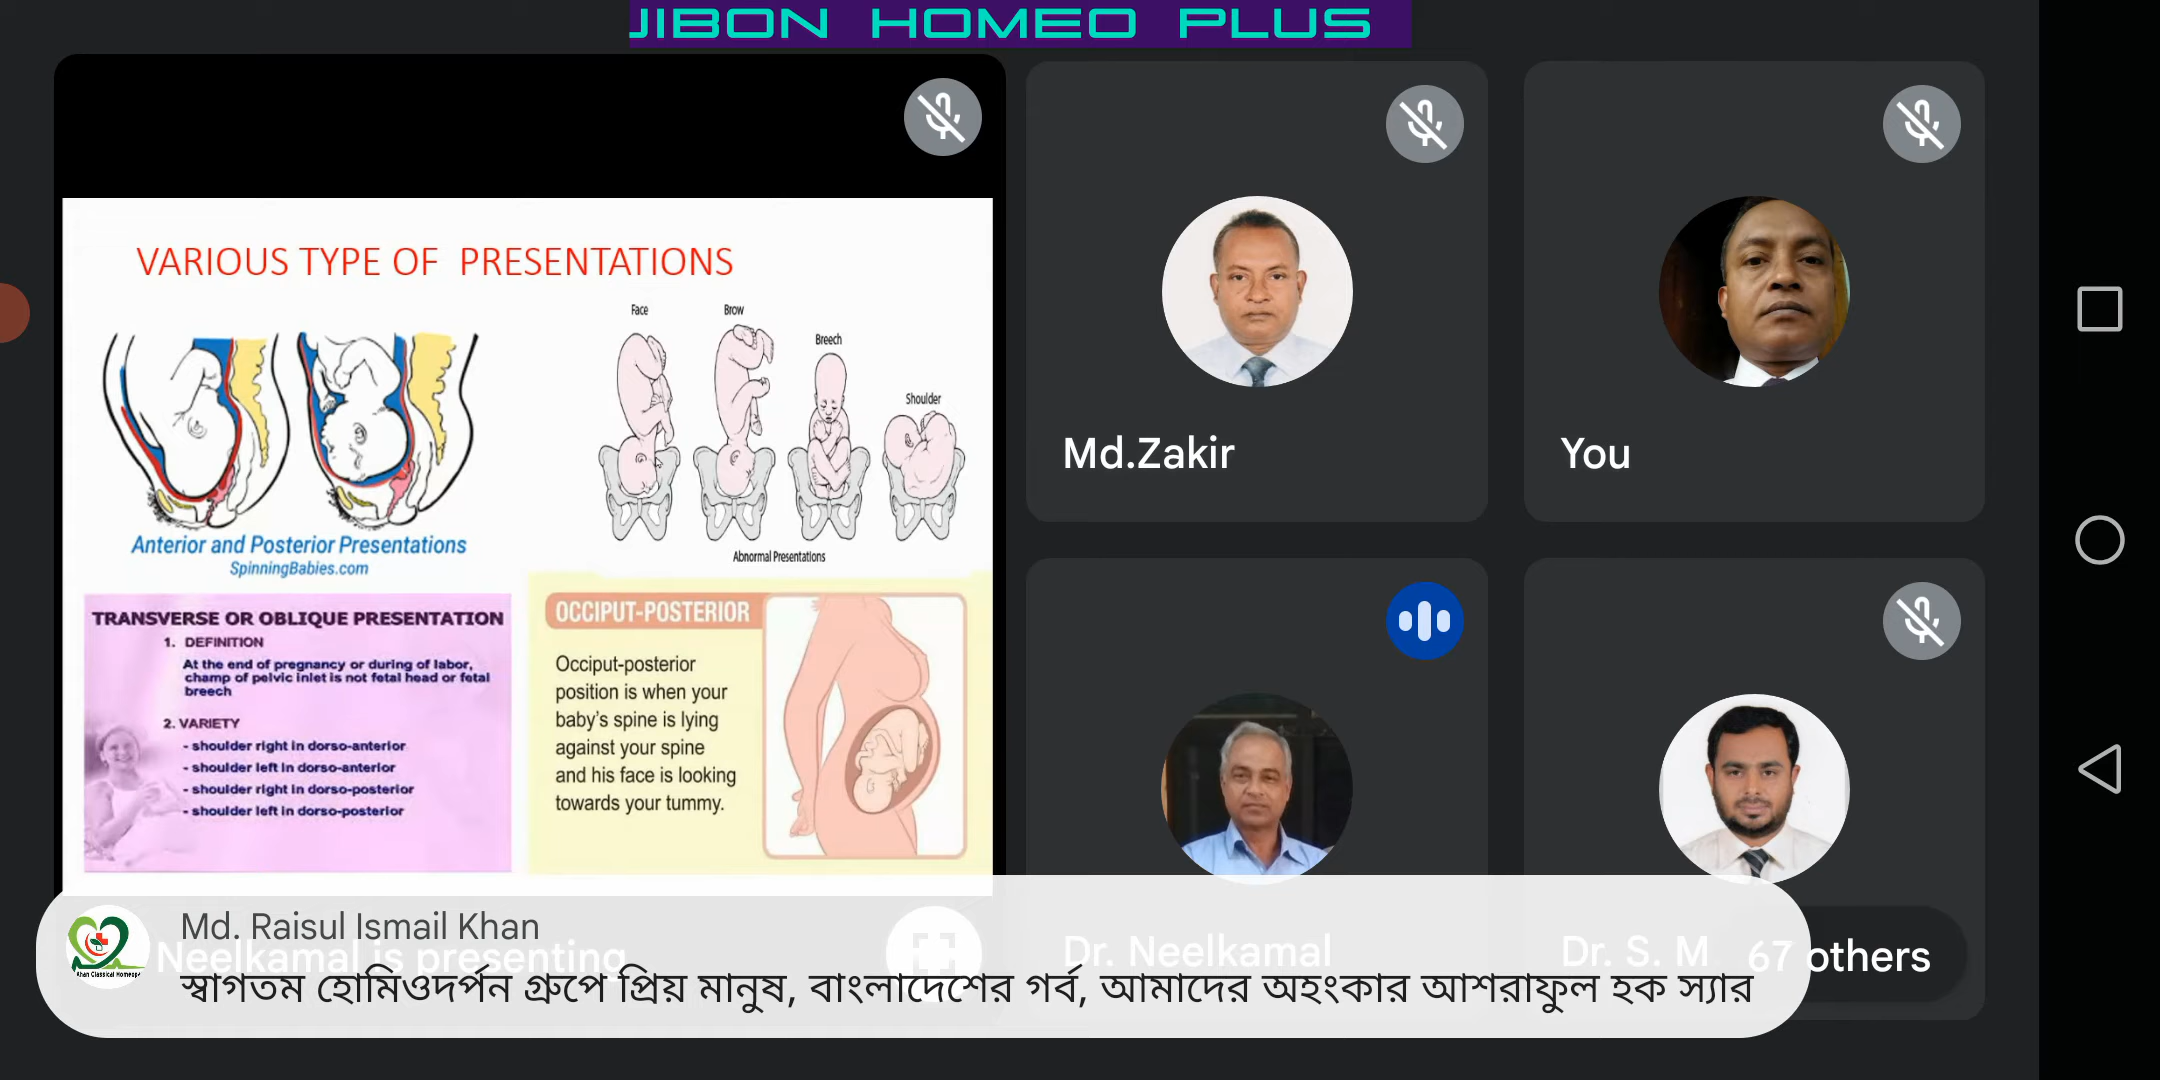 JIBON HOMEO PLUS
VARIOUS TYPE OF PRESENTATIONS
Anterior and Posterior Presentations
SpinningBabies.com
Face
Brow
Breech
Shoulder
Abnormal Presentations
TRANSVERSE OR OBLIQUE PRESENTATION
1. DEFINITION
At the end of pregnancy or during of labor,
champ of pelvic inlet is not fetal head or fetal
breech
2. VARIETY
- shoulder right in dorso-anterior
- shoulder left in dorso-anterior
- shoulder right in dorso-posterior
- shoulder left in dorso-posterior
OCCIPUT-POSTERIOR
Occiput-posterior
position is when your
baby's spine is lying
against your spine
and his face is looking
towards your tummy.
Md.Zakir
You
Dr. Neelkamal
Dr. S. M
67 others
Neelkamal is presenting
Md. Raisul Ismail Khan
স্বাগতম হোমিওদর্পন গ্রুপে প্রিয় মানুষ, বাংলাদেশের গর্ব, আমাদের অহংকার আশরাফুল হক স্যার